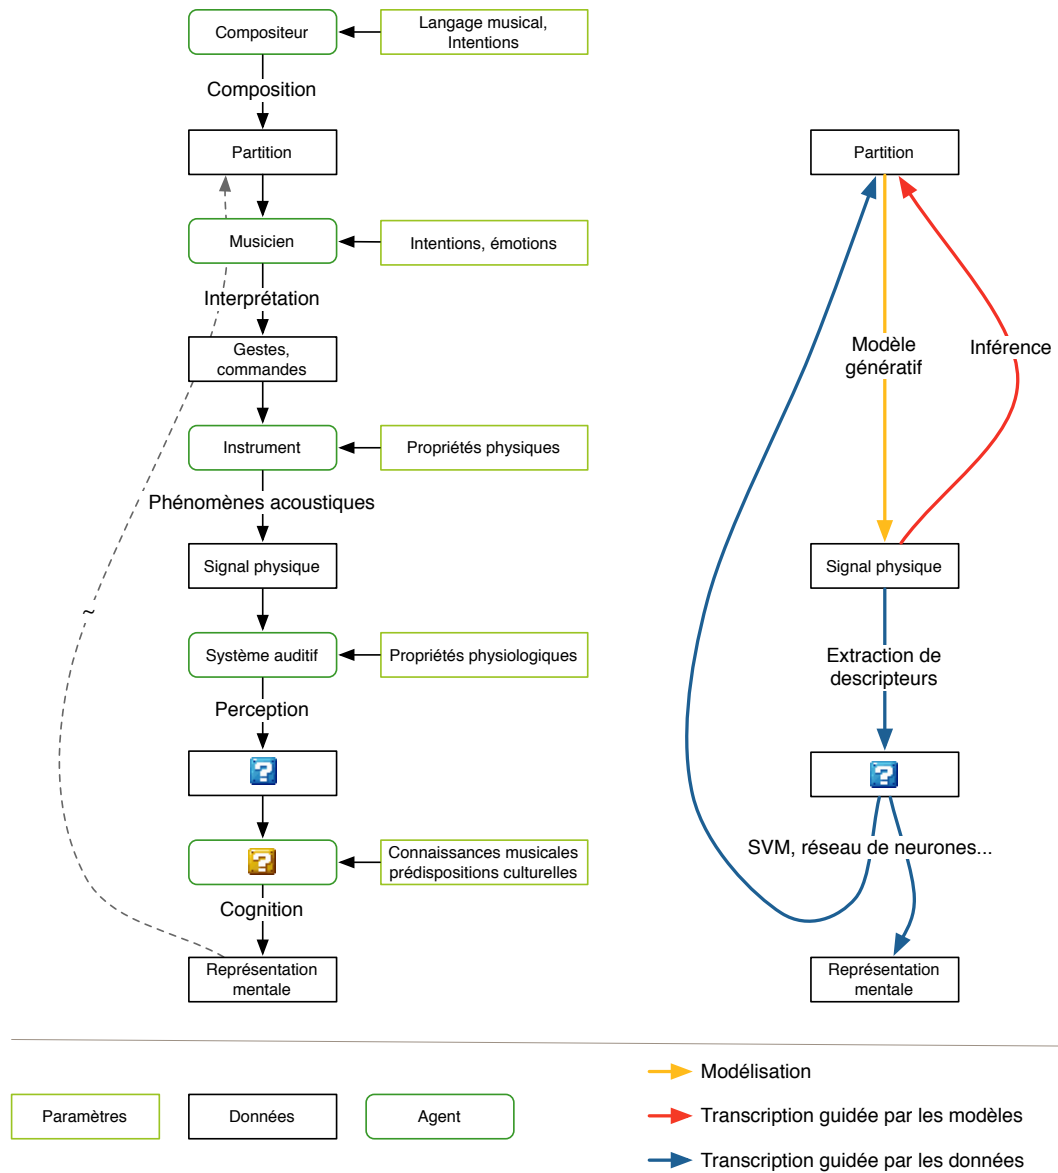 Compositeur
Langage musical,
Intentions
Composition
Partition
Musicien
Intentions, émotions
Interprétation
Gestes,
commandes
Instrument
Propriétés physiques
Phénomènes acoustiques
Signal physique
~
Système auditif
Propriétés physiologiques
Perception
?
?
Connaissances musicales
prédispositions culturelles
Cognition
Représentation
mentale
Partition
Modèle
génératif
Inférence
Signal physique
Extraction de
descripteurs
?
SVM, réseau de neurones...
Représentation
mentale
Paramètres
Données
Agent
Modélisation
Transcription guidée par les modèles
Transcription guidée par les données